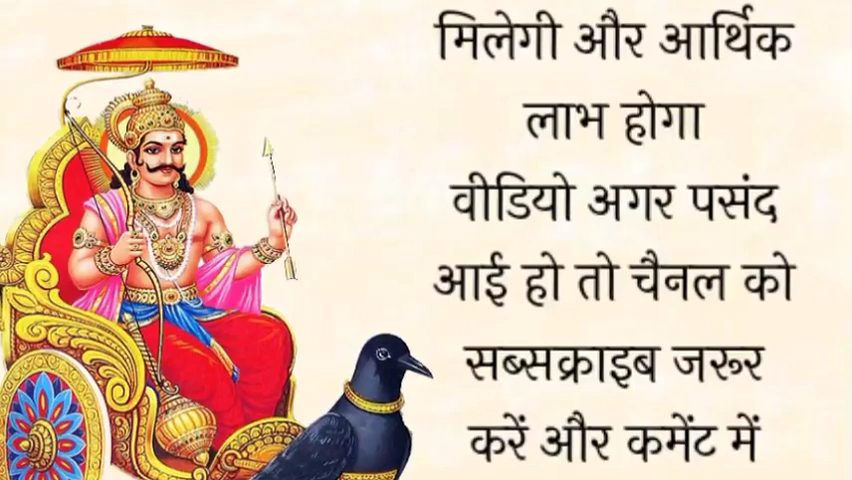 मिलेगी और आर्थिक
लाभ होगा
वीडियो अगर पसंद
आई हो तो चैनल को
सब्सक्राइब जरूर
करें और कमेंट में